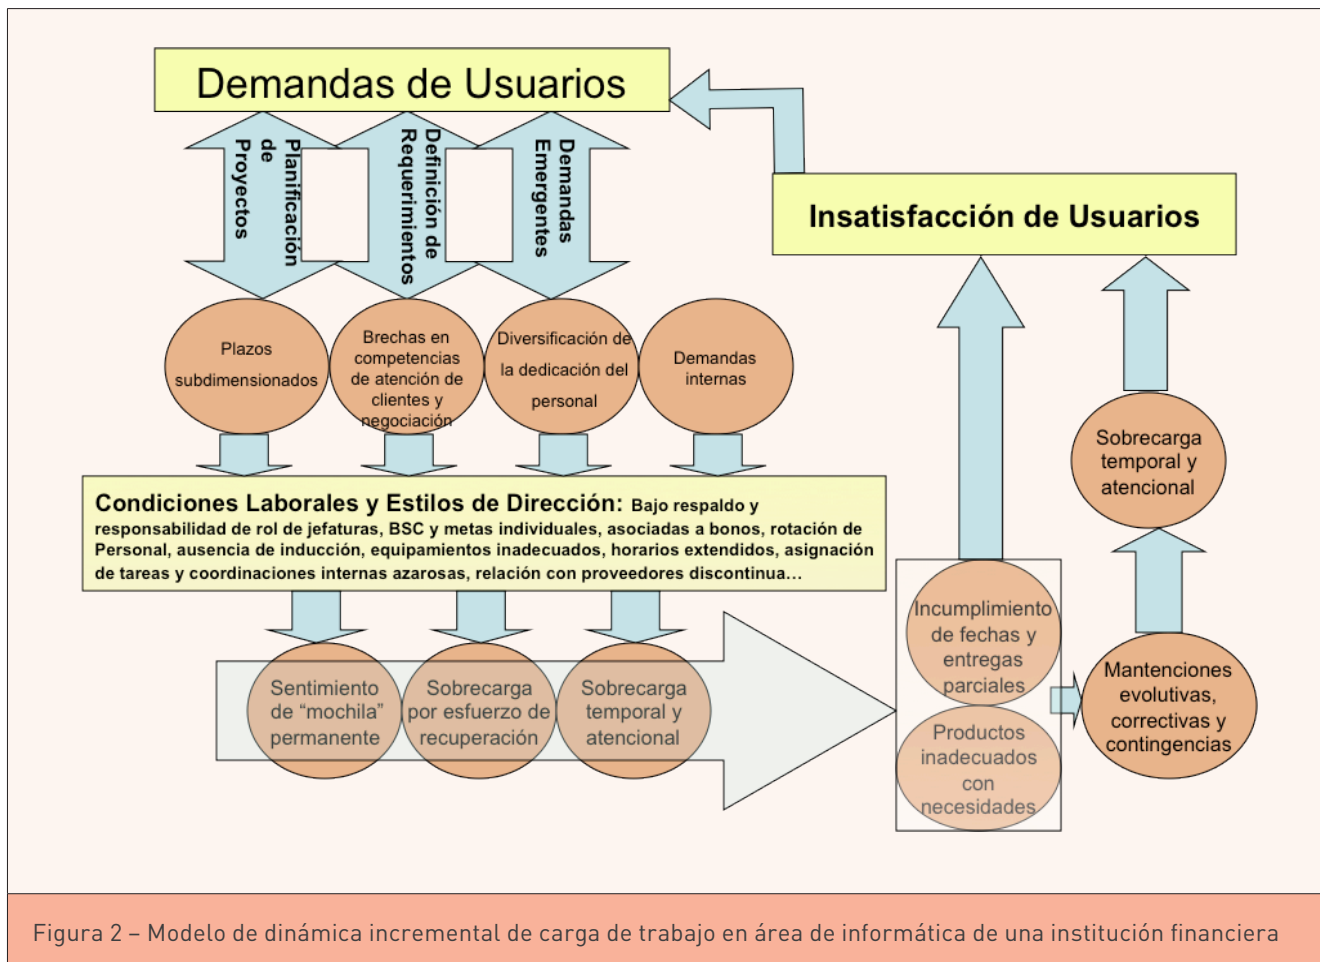 Demandas de Usuarios
Planificación
de
Proyectos
Definición de
Requerimientos
Demandas
Emergentes
Insatisfacción de Usuarios
Plazos
subdimensionados
Brechas en
competencias
de atención de
clientes y
negociación
Diversificación de
la dedicación del
personal
Demandas
internas
Sobrecarga
temporal y
atencional
Condiciones Laborales y Estilos de Dirección: Bajo respaldo y
responsabilidad de rol de jefaturas, BSC y metas individuales, asociadas a bonos, rotación de
Personal, ausencia de inducción, equipamientos inadecuados, horarios extendidos, asignación
de tareas y coordinaciones internas azarosas, relación con proveedores discontinua...
Sentimiento
de “mochila”
permanente
Sobrecarga
por esfuerzo de
recuperación
Sobrecarga
temporal y
atencional
Incumplimiento
de fechas y
entregas
parciales
Productos
inadecuados
con
necesidades
Mantenciones
evolutivas,
correctivas y
contingencias
Figura 2 – Modelo de dinámica incremental de carga de trabajo en área de informática de una institución financiera